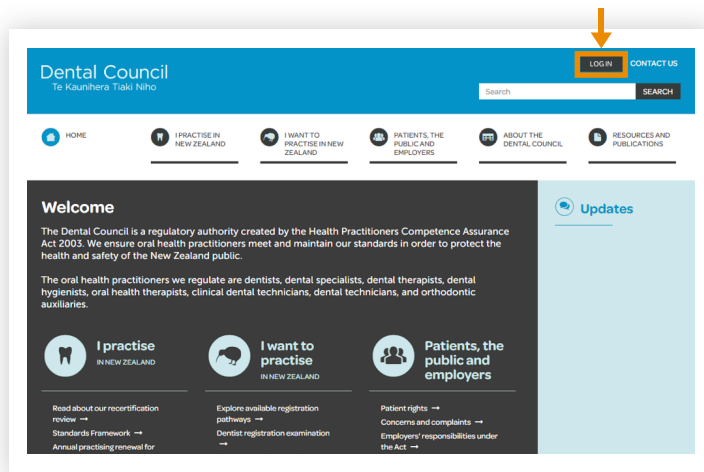 LOG IN
CONTACT US
Dental Council
Te Kaunihera Tiaki Niho
Search
SEARCH
HOME
I PRACTISE IN
NEW ZEALAND
I WANT TO
PRACTISE IN NEW
ZEALAND
PATIENTS, THE
PUBLIC AND
EMPLOYERS
ABOUT THE
DENTAL COUNCIL
RESOURCES AND
PUBLICATIONS
Welcome
The Dental Council is a regulatory authority created by the Health Practitioners Competence Assurance
Act 2003. We ensure oral health practitioners meet and maintain our standards in order to protect the
health and safety of the New Zealand public.
The oral health practitioners we regulate are dentists, dental specialists, dental therapists, dental
hygienists, oral health therapists, clinical dental technicians, dental technicians, and orthodontic
auxiliaries.
Updates
I practise
IN NEW ZEALAND
Read about our recertification
review →
Standards Framework →
Annual practising renewal for
I want to
practise
IN NEW ZEALAND
Explore available registration
pathways →
Dentist registration examination
→
Patients, the
public and
employers
Patient rights →
Concerns and complaints →
Employers' responsibilities under
the Act →